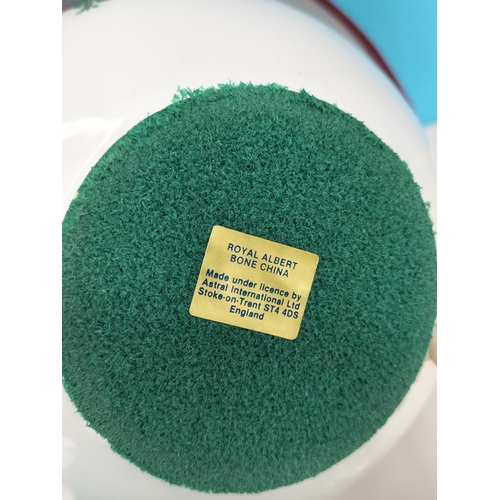 ROYAL ALBERT
BONE CHINA
Made under licence by
Astral International Ltd
Stoke-on-Trent ST4 4DS
England